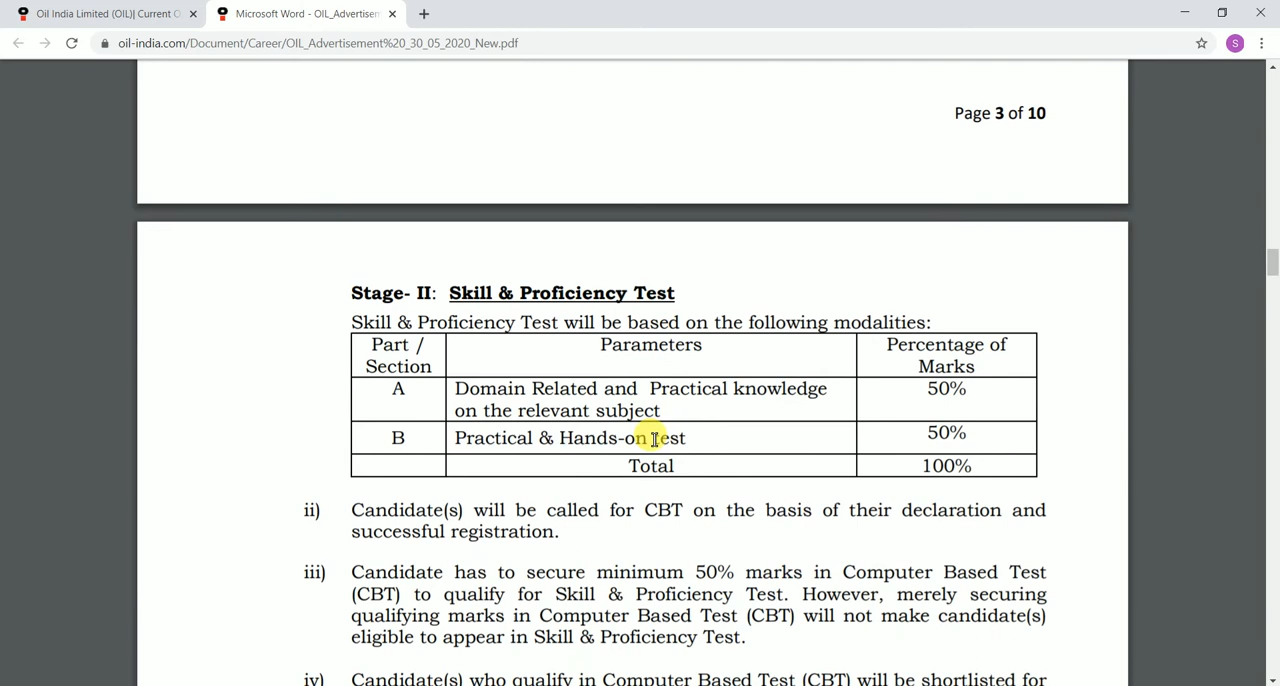 Oil India Limited (OIL)| Current O
Microsoft Word - OIL_Advertisem
oil-india.com/Document/Career/OIL_Advertisement%20_30_05_2020_New.pdf
S
Page 3 of 10
Stage- II: Skill & Proficiency Test
Skill & Proficiency Test will be based on the following modalities:
Part / Section Parameters Percentage of Marks
A Domain Related and Practical knowledge on the relevant subject 50%
B Practical & Hands-on test 50%
Total 100%
ii) Candidate(s) will be called for CBT on the basis of their declaration and
successful registration.
iii) Candidate has to secure minimum 50% marks in Computer Based Test
(CBT) to qualify for Skill & Proficiency Test. However, merely securing
qualifying marks in Computer Based Test (CBT) will not make candidate(s)
eligible to appear in Skill & Proficiency Test.
iv) Candidate(s) who qualify in Computer Based Test (CBT) will be shortlisted for